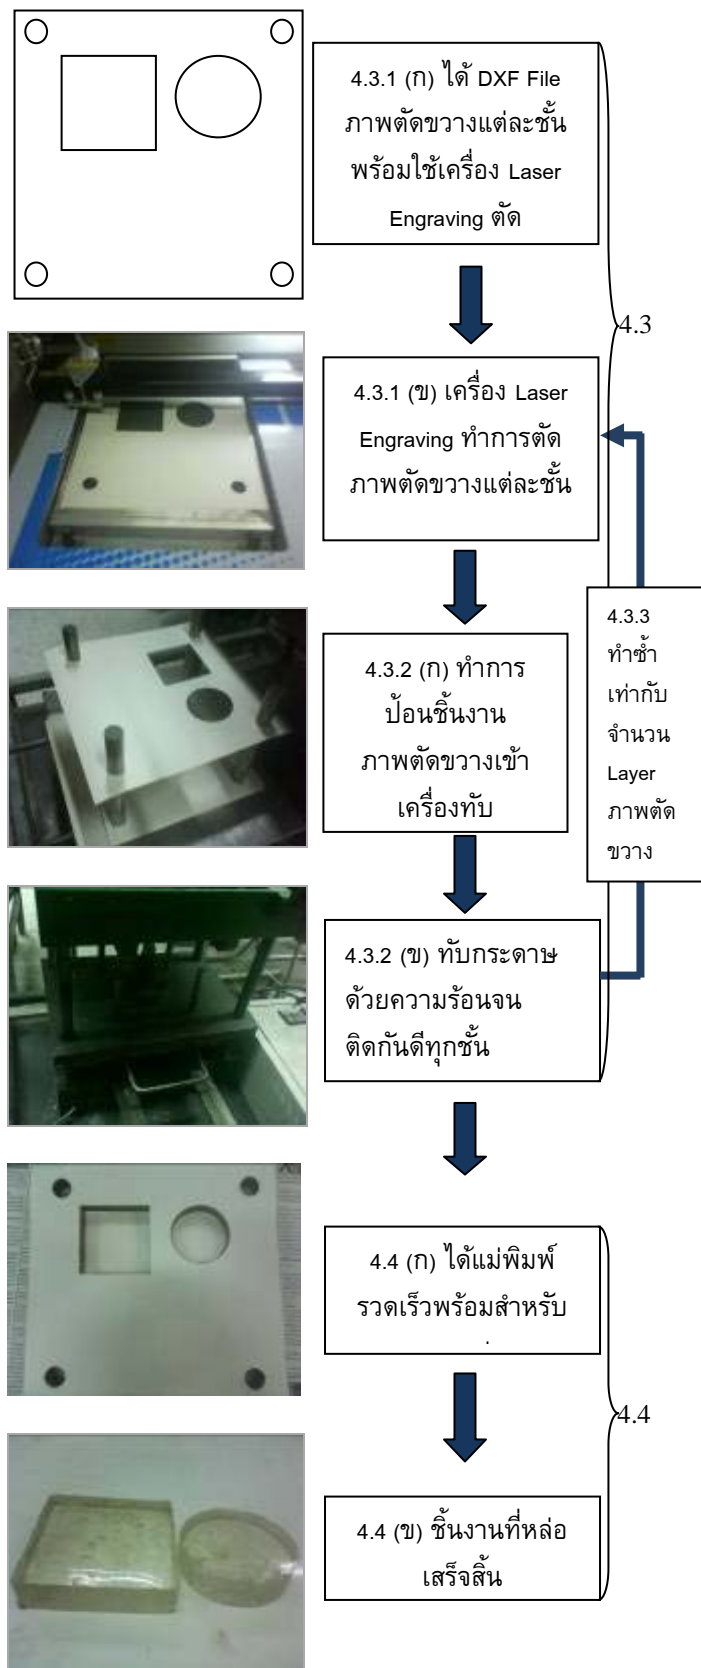 4.3.1 (ก) ได้ DXF File
ภาพตัดขวางแต่ละชั้น
พร้อมใช้เครื่อง Laser
Engraving ตัด
4.3
4.3.1 (ข) เครื่อง Laser
Engraving ทำการตัด
ภาพตัดขวางแต่ละชั้น
4.3.2 (ก) ทำการ
ป้อนชิ้นงาน
ภาพตัดขวางเข้า
เครื่องทับ
4.3.3
ทำซ้ำ
เท่ากับ
จำนวน
Layer
ภาพตัด
ขวาง
4.3.2 (ข) ทับกระดาษ
ด้วยความร้อนจน
ติดกันดีทุกชั้น
4.4 (ก) ได้แม่พิมพ์
รวดเร็วพร้อมสำหรับ
4.4
4.4 (ข) ชิ้นงานที่หล่อ
เสร็จสิ้น